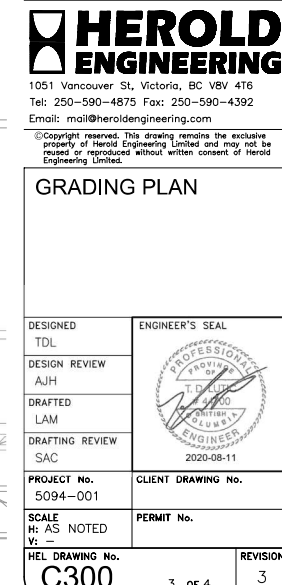 HEROLD
ENGINEERING
1051 Vancouver St, Victoria, BC V8V 4T6
Tel: 250-590-4875 Fax: 250-590-4392
Email: mail@heroldengineering.com
©Copyright reserved. This drawing remains the exclusive
property of Herold Engineering Limited and may not be
reused or reproduced without written consent of Herold
Engineering Limited.
GRADING PLAN
DESIGNED
TDL
DESIGN REVIEW
AJH
DRAFTED
LAM
DRAFTING REVIEW
SAC
ENGINEER'S SEAL
PROFESSIONAL
PROVINCE
OF
BRITISH
COLUMBIA
ENGINEER
2020-08-11
PROJECT No.
5094-001
CLIENT DRAWING No.
SCALE
H: AS NOTED
V: –
PERMIT No.
HEL DRAWING No.
C300
3 OF 4
REVISION
3